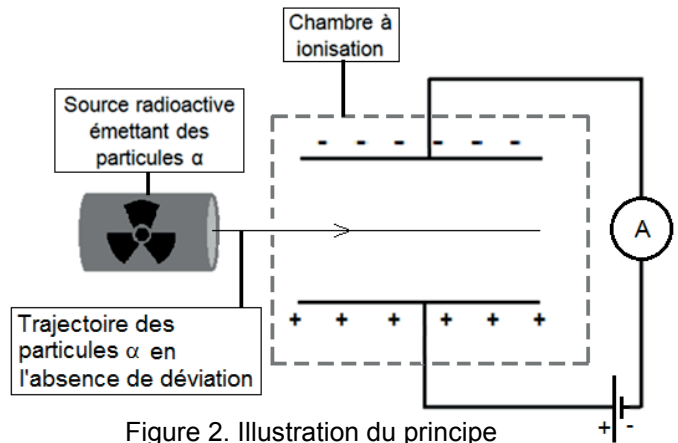 Chambre à
ionisation
Source radioactive
émettant des
particules α
- - - - - -
A
Trajectoire des
particules α en
l'absence de déviation
+ + + + + +
+ -
Figure 2. Illustration du principe